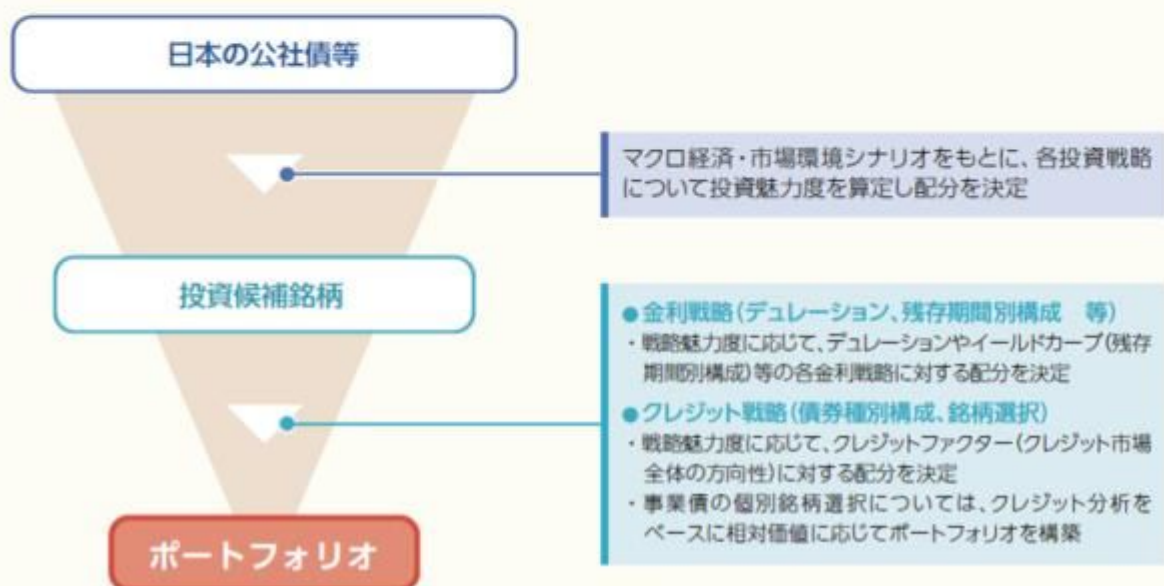 日本の公社債等
マクロ経済・市場環境シナリオをもとに、各投資戦略
について投資魅力度を算定し配分を決定
投資候補銘柄
●金利戦略(デュレーション、残存期間別構成　等)
・戦略魅力度に応じて、デュレーションやイールドカーブ(残存
期間別構成)等の各金利戦略に対する配分を決定
●クレジット戦略(債券種別構成、銘柄選択)
・戦略魅力度に応じて、クレジットファクター(クレジット市場
全体の方向性)に対する配分を決定
・事業債の個別銘柄選択については、クレジット分析を
ベースに相対価値に応じてポートフォリオを構築
ポートフォリオ